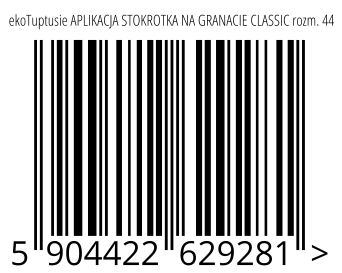 ekoTuptusie APLIKACJA STOKROTKA NA GRANACIE CLASSIC rozm. 44
5 904422 629281 >